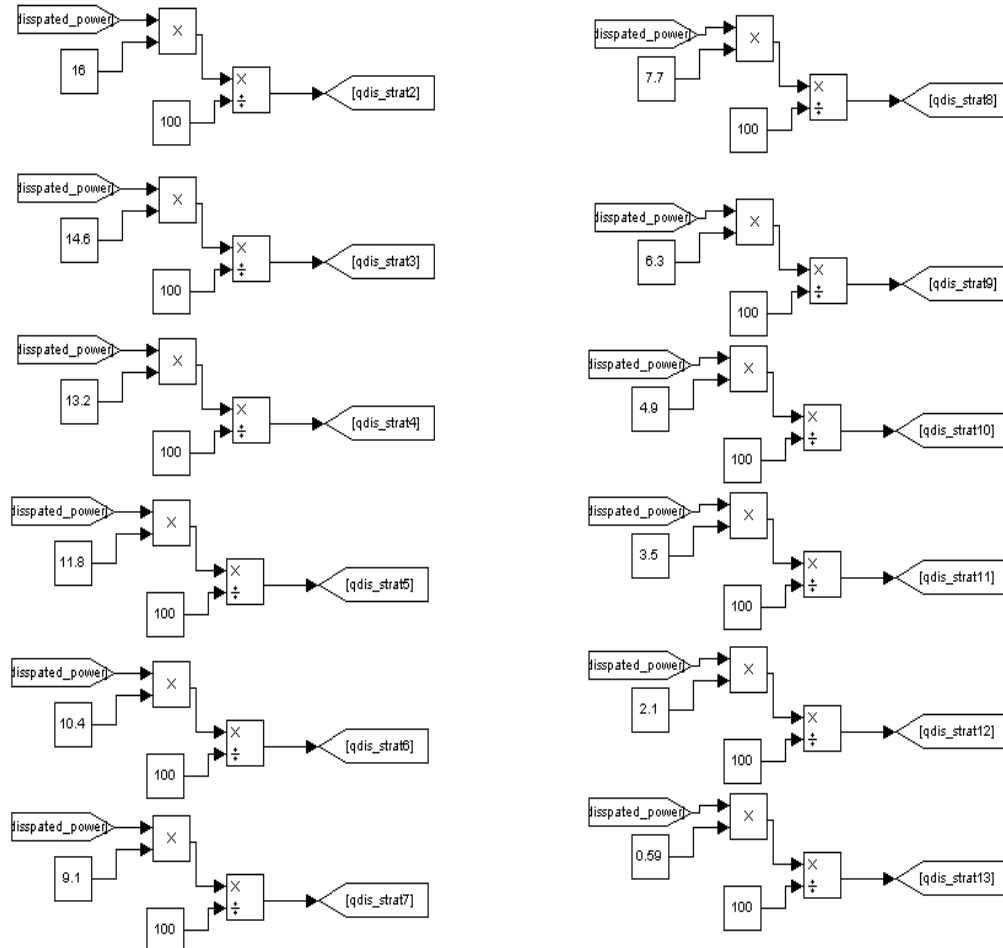 disspated_power]
16
×
×
÷
100
[qdis_strat2]
disspated_power]
14.6
×
×
÷
100
[qdis_strat3]
disspated_power]
13.2
×
×
÷
100
[qdis_strat4]
disspated_power]
11.8
×
×
÷
100
[qdis_strat5]
disspated_power]
10.4
×
×
÷
100
[qdis_strat6]
disspated_power]
9.1
×
×
÷
100
[qdis_strat7]
disspated_power]
7.7
×
×
÷
100
[qdis_strat8]
disspated_power]
6.3
×
×
÷
100
[qdis_strat9]
disspated_power]
4.9
×
×
÷
100
[qdis_strat10]
disspated_power]
3.5
×
×
÷
100
[qdis_strat11]
disspated_power]
2.1
×
×
÷
100
[qdis_strat12]
disspated_power]
0.59
×
×
÷
100
[qdis_strat13]